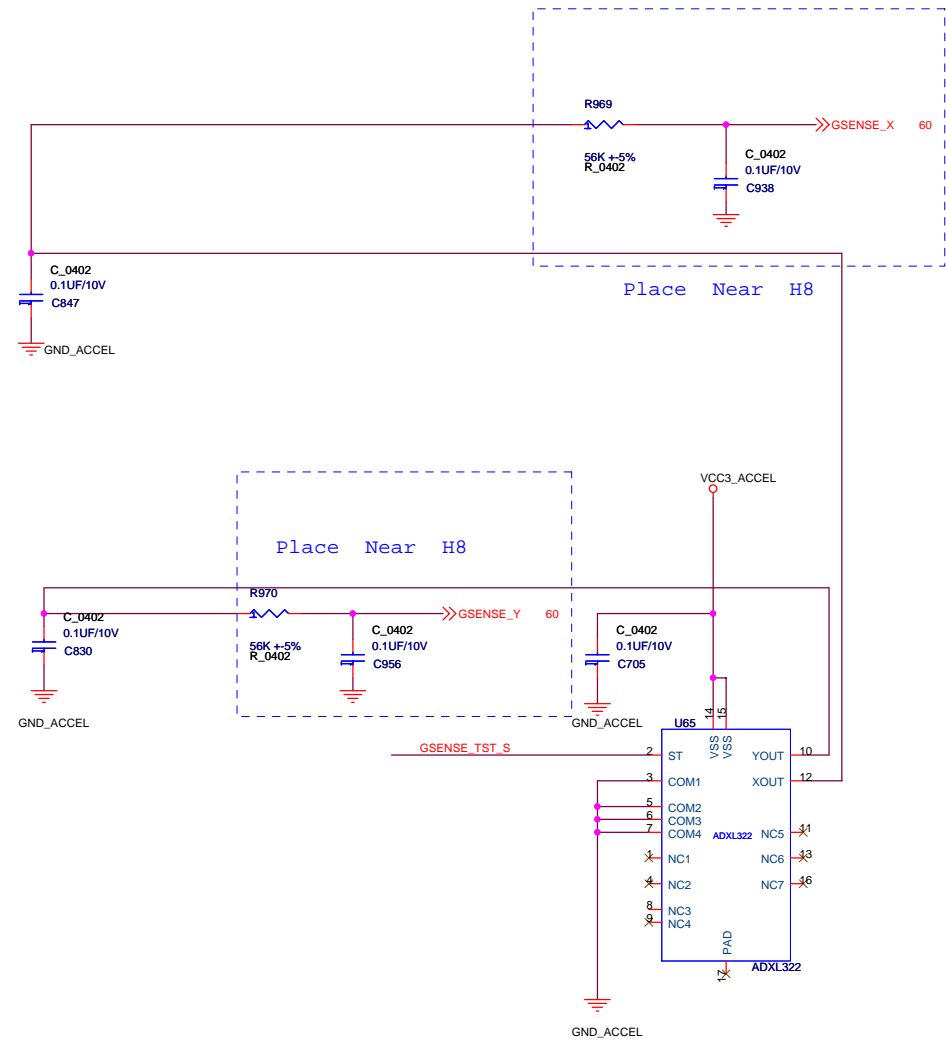 R969
1
56K +-5%
R_0402
GSENSE_X 60
C_0402
0.1UF/10V
C938
Place Near H8
C_0402
0.1UF/10V
C847
GND_ACCEL
VCC3_ACCEL
Place Near H8
R970
1
56K +-5%
R_0402
GSENSE_Y 60
C_0402
0.1UF/10V
C830
GND_ACCEL
C_0402
0.1UF/10V
C956
C_0402
0.1UF/10V
C705
GND_ACCEL
U65
14
15
VSS
VSS
GSENSE_TST_S
2 ST
YOUT 10
3 COM1
XOUT 12
5 COM2
6 COM3
7 COM4
ADXL322
NC5 11
1 NC1
NC6 13
4 NC2
NC7 16
8 NC3
9 NC4
PAD
17
ADXL322
GND_ACCEL